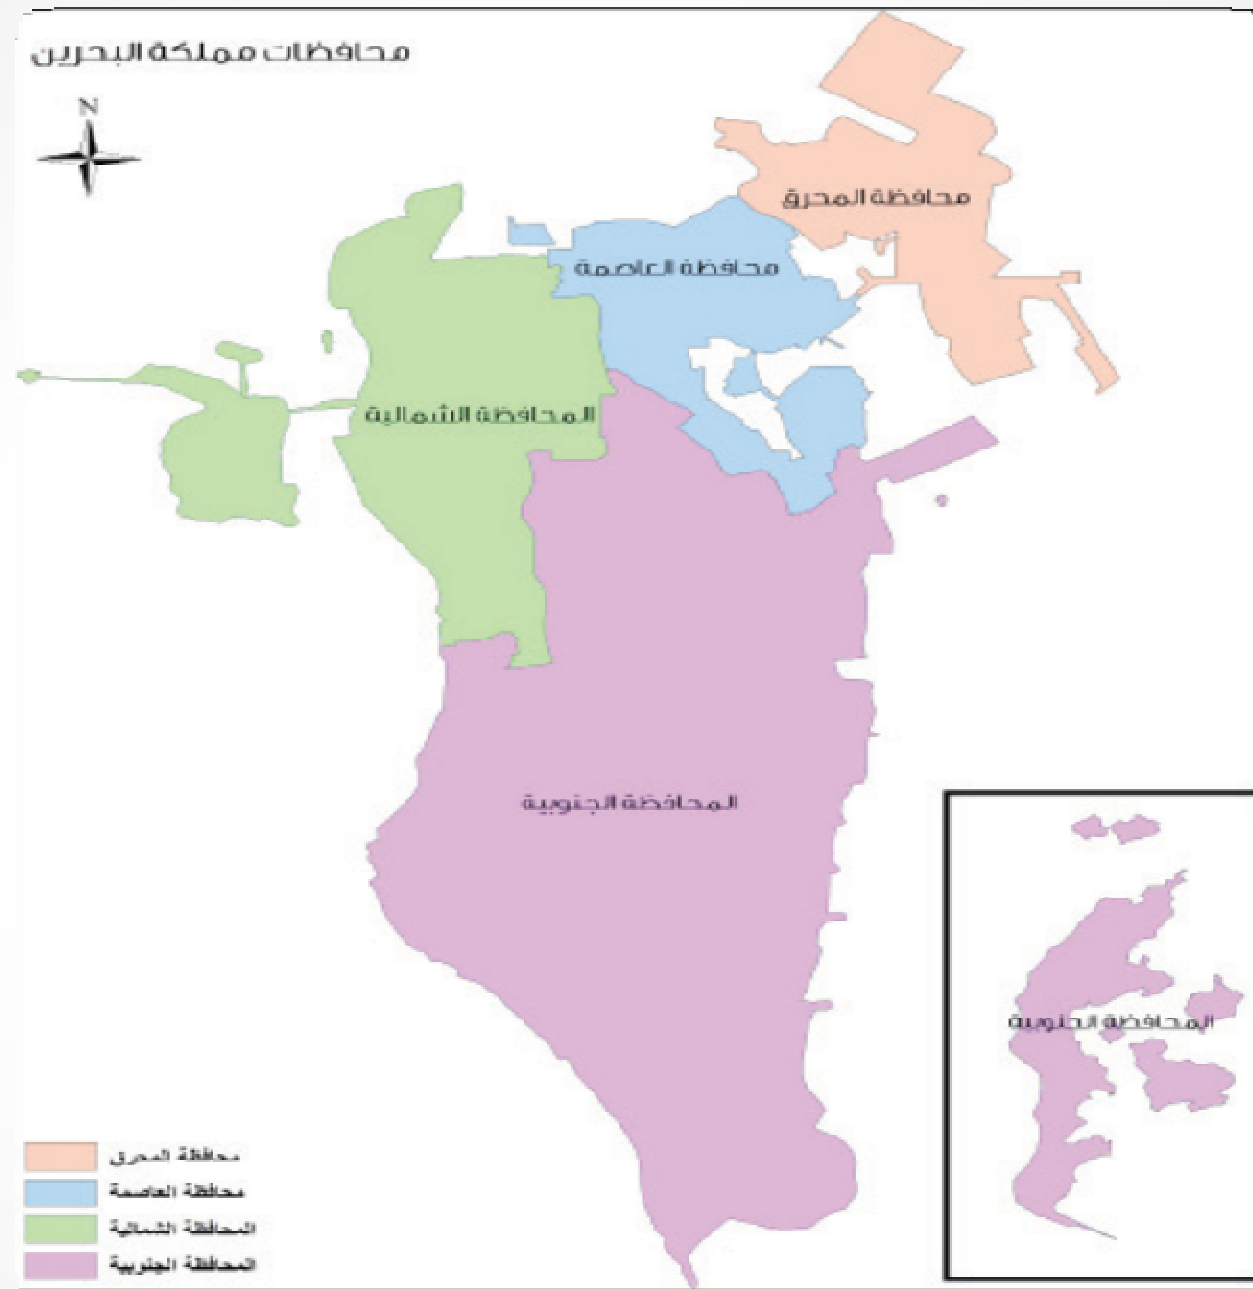 محافظات مملكة البحرين
N
محافظة المحرق
محافظة العاصمة
المحافظة الشمالية
المحافظة الجنوبية
المحافظة الجنوبية
محافظة المحرق
محافظة العاصمة
المحافظة الشمالية
المحافظة الجنوبية